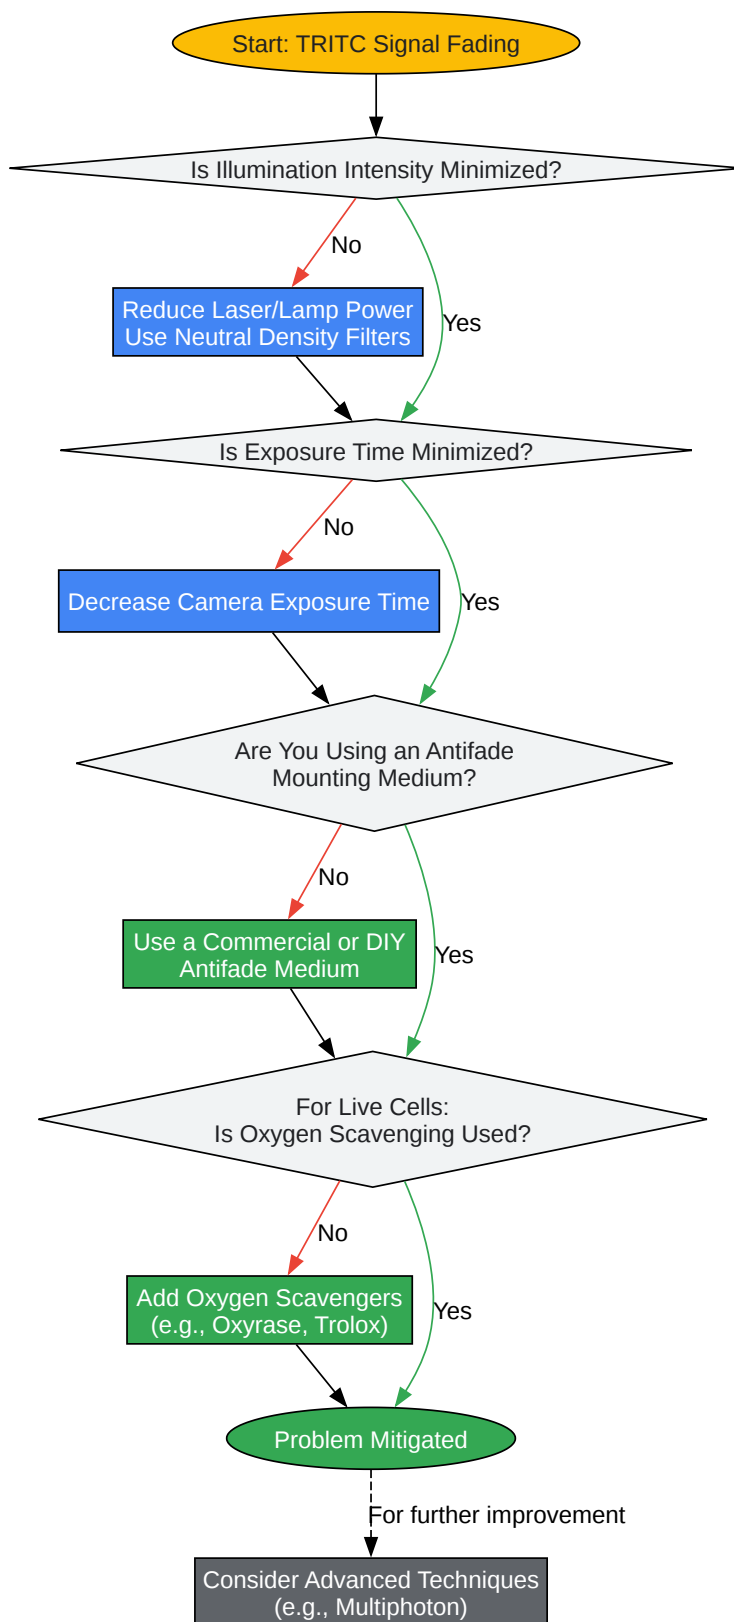 Start: TRITC Signal Fading
Is Illumination Intensity Minimized?
No
Reduce Laser/Lamp Power
Use Neutral Density Filters
Yes
Is Exposure Time Minimized?
No
Decrease Camera Exposure Time
Yes
Are You Using an Antifade
Mounting Medium?
No
Use a Commercial or DIY
Antifade Medium
Yes
For Live Cells:
Is Oxygen Scavenging Used?
No
Add Oxygen Scavengers
(e.g., Oxyrase, Trolox)
Yes
Problem Mitigated
For further improvement
Consider Advanced Techniques
(e.g., Multiphoton)